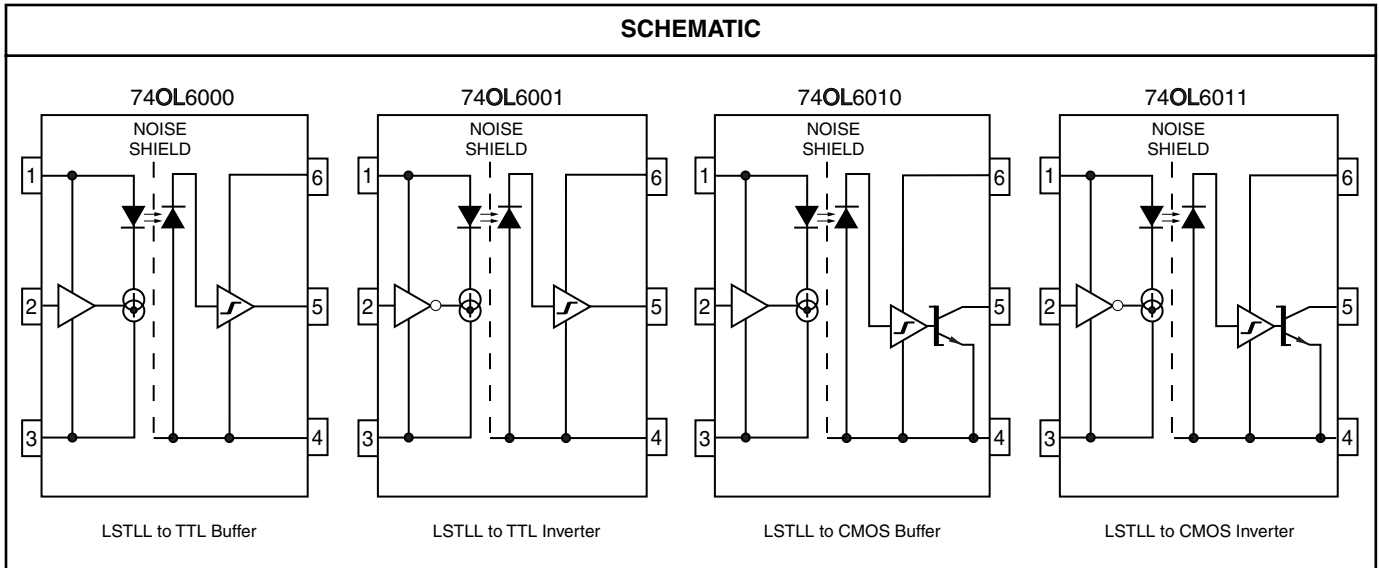 SCHEMATIC
74OL6000
NOISE
SHIELD
1
2
3
6
5
4
LSTLL to TTL Buffer
74OL6001
NOISE
SHIELD
1
2
3
6
5
4
LSTLL to TTL Inverter
74OL6010
NOISE
SHIELD
1
2
3
6
5
4
LSTLL to CMOS Buffer
74OL6011
NOISE
SHIELD
1
2
3
6
5
4
LSTLL to CMOS Inverter